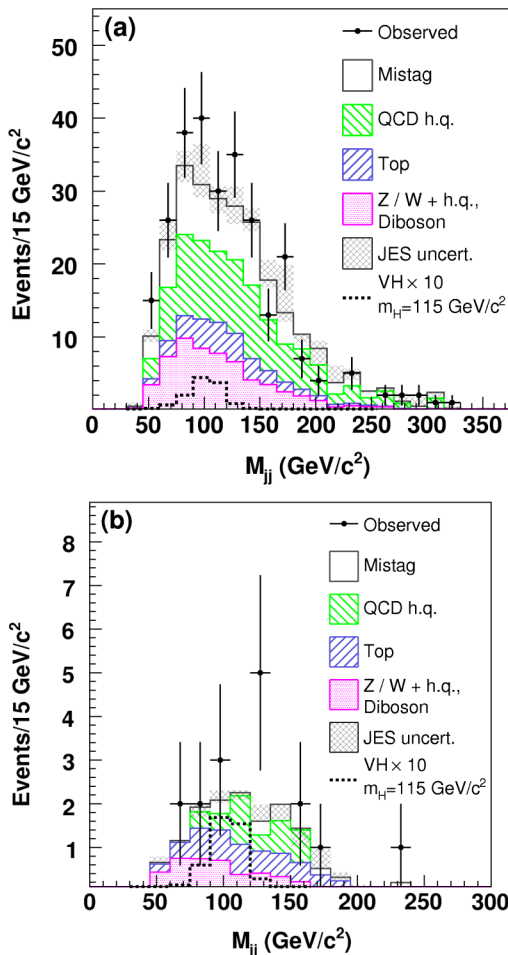 (a)
Observed
Mistag
QCD h.q.
Top
Z / W + h.q.,
Diboson
JES uncert.
VH × 10
m_H=115 GeV/c²
Events/15 GeV/c²
50
40
30
20
10
0 50 100 150 200 250 300 350
M_jj (GeV/c²)
(b)
Observed
Mistag
QCD h.q.
Top
Z / W + h.q.,
Diboson
JES uncert.
VH × 10
m_H=115 GeV/c²
Events/15 GeV/c²
8
7
6
5
4
3
2
1
0 50 100 150 200 250 300
M_jj (GeV/c²)